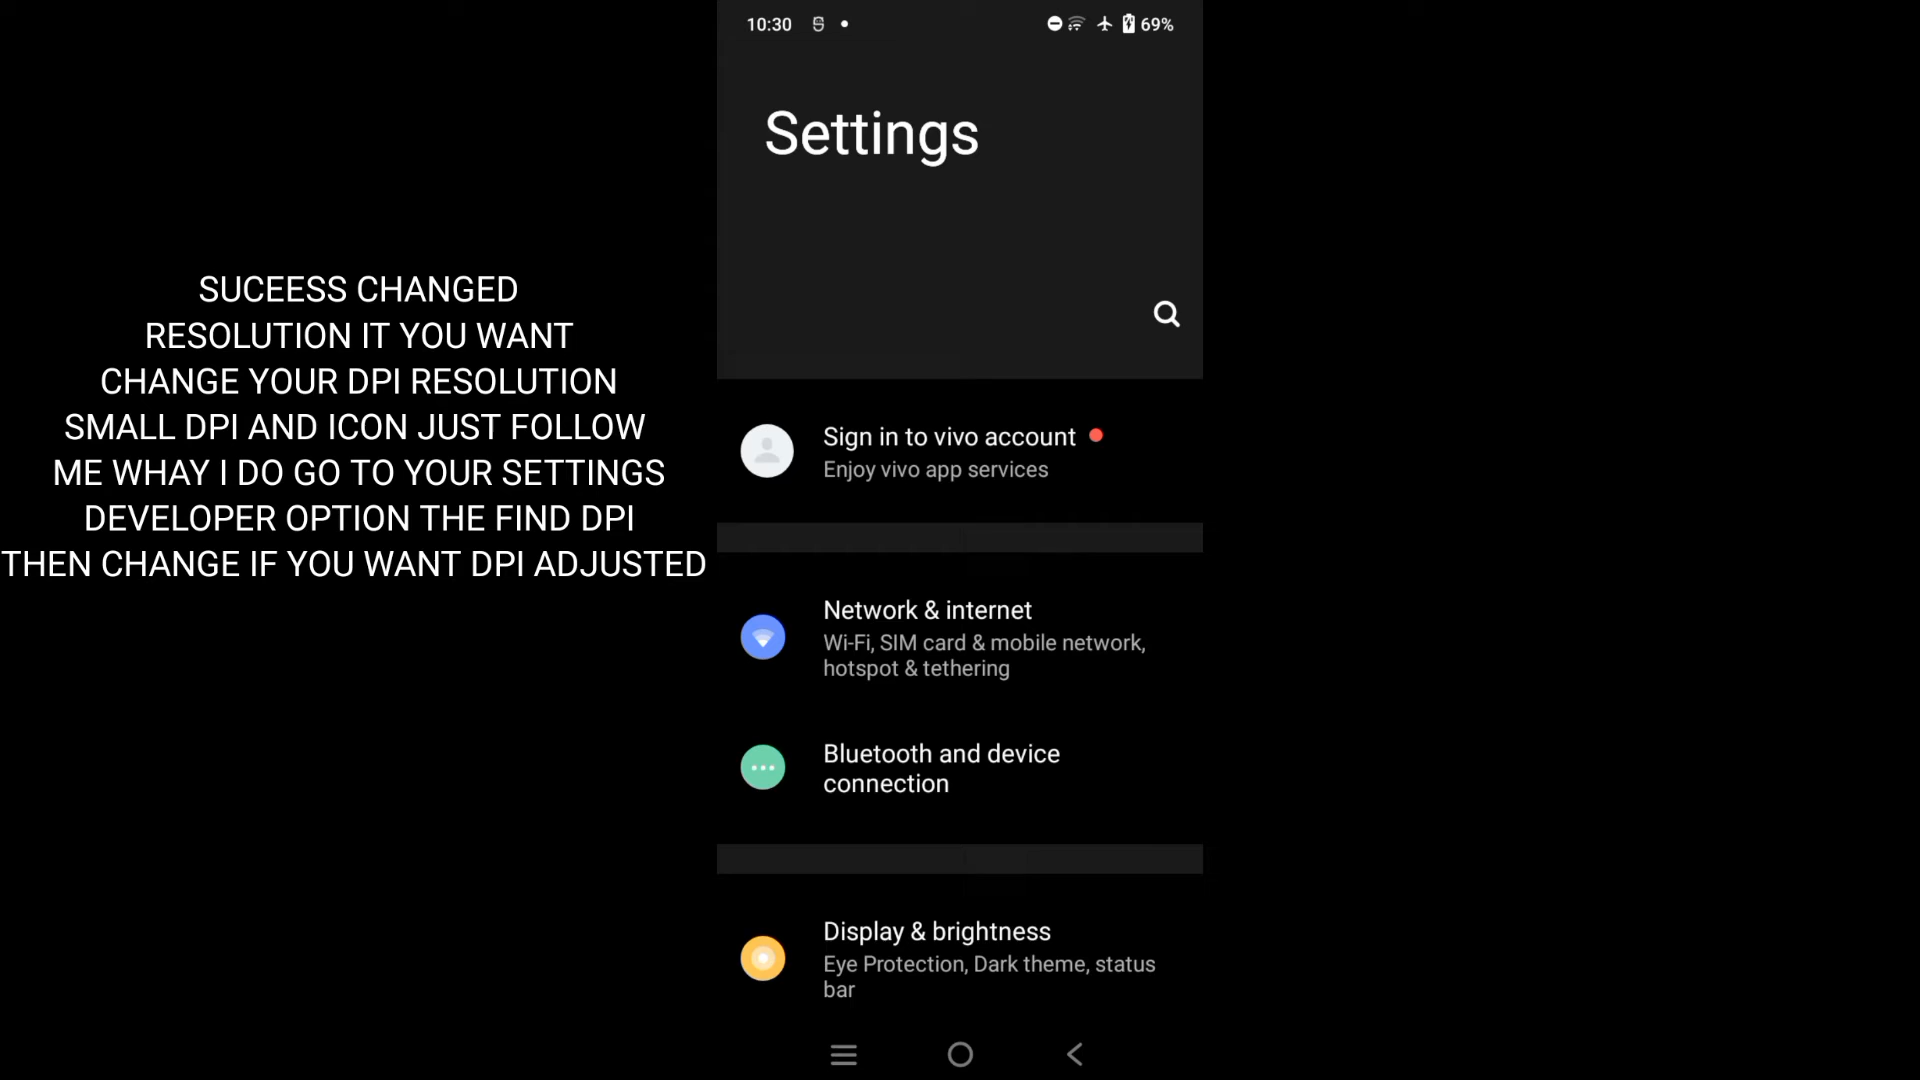 10:30
69%
Settings
SUCEESS CHANGED
RESOLUTION IT YOU WANT
CHANGE YOUR DPI RESOLUTION
SMALL DPI AND ICON JUST FOLLOW
ME WHAY I DO GO TO YOUR SETTINGS
DEVELOPER OPTION THE FIND DPI
THEN CHANGE IF YOU WANT DPI ADJUSTED
Sign in to vivo account
Enjoy vivo app services
Network & internet
Wi-Fi, SIM card & mobile network,
hotspot & tethering
Bluetooth and device
connection
Display & brightness
Eye Protection, Dark theme, status
bar